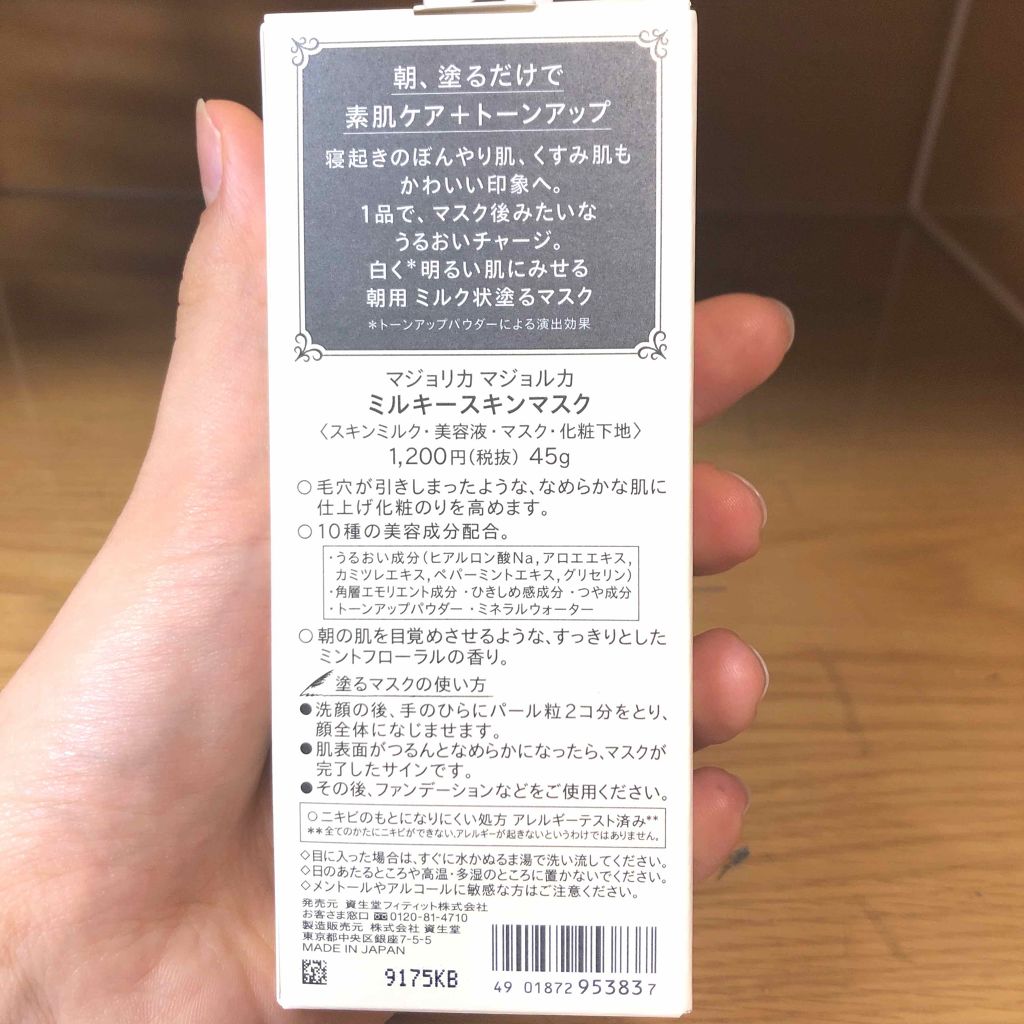 朝、塗るだけで
素肌ケア＋トーンアップ
寝起きのぼんやり肌、くすみ肌も
かわいい印象へ。
1品で、マスク後みたいな
うるおいチャージ。
白く＊明るい肌にみせる
朝用 ミルク状塗るマスク
＊トーンアップパウダーによる演出効果
マジョリカ マジョルカ
ミルキースキンマスク
〈スキンミルク・美容液・マスク・化粧下地〉
1,200円(税抜) 45g
○毛穴が引きしまったような、なめらかな肌に
仕上げ化粧のりを高めます。
○10種の美容成分配合。
・うるおい成分(ヒアルロン酸Na,アロエエキス,
カミツレエキス,ペパーミントエキス,グリセリン)
・角層エモリエント成分・ひきしめ感成分・つや成分
・トーンアップパウダー・ミネラルウォーター
○朝の肌を目覚めさせるような、すっきりとした
ミントフローラルの香り。
塗るマスクの使い方
●洗顔の後、手のひらにパール粒2コ分をとり、
顔全体になじませます。
●肌表面がつるんとなめらかになったら、マスクが
完了したサインです。
●その後、ファンデーションなどをご使用ください。
○ニキビのもとになりにくい処方 アレルギーテスト済み**
**全てのかたにニキビができない,アレルギーが起きないというわけではありません。
◇目に入った場合は、すぐに水かぬるま湯で洗い流してください。
◇日のあたるところや高温・多湿のところに置かないでください。
◇メントールやアルコールに敏感な方はご注意ください。
発売元 資生堂フィティット株式会社
お客さま窓口 0120-81-4710
製造販売元 株式会社 資生堂
東京都中央区銀座7-5-5
MADE IN JAPAN
9175KB
49 01872 953837